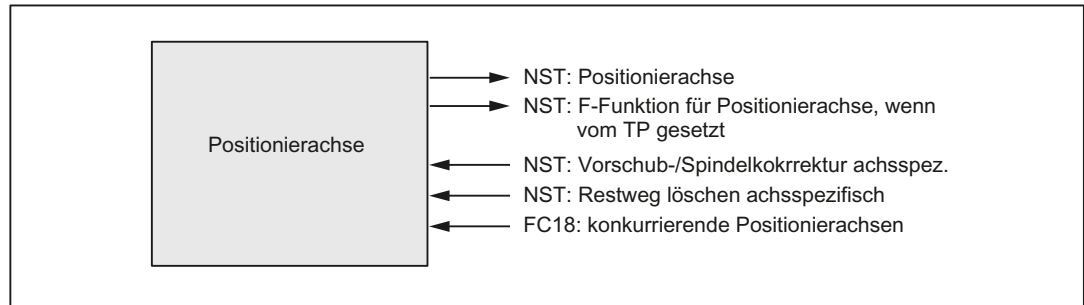 Positionierachse
NST: Positionierachse
NST: F-Funktion für Positionierachse, wenn
vom TP gesetzt
NST: Vorschub-/Spindelkokrrektur achsspez.
NST: Restweg löschen achsspezifisch
FC18: konkurrierende Positionierachsen